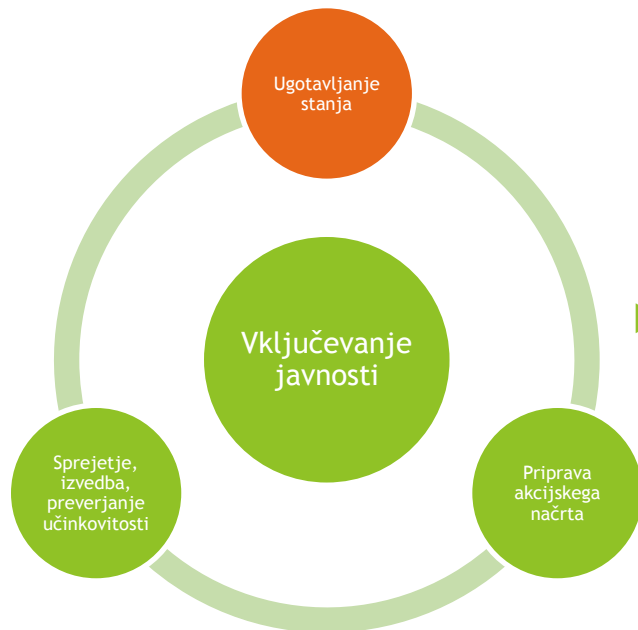 Ugotavljanje
stanja
Vključevanje
javnosti
Sprejetje,
izvedba,
preverjanje
učinkovitosti
Priprava
akcijskega
načrta